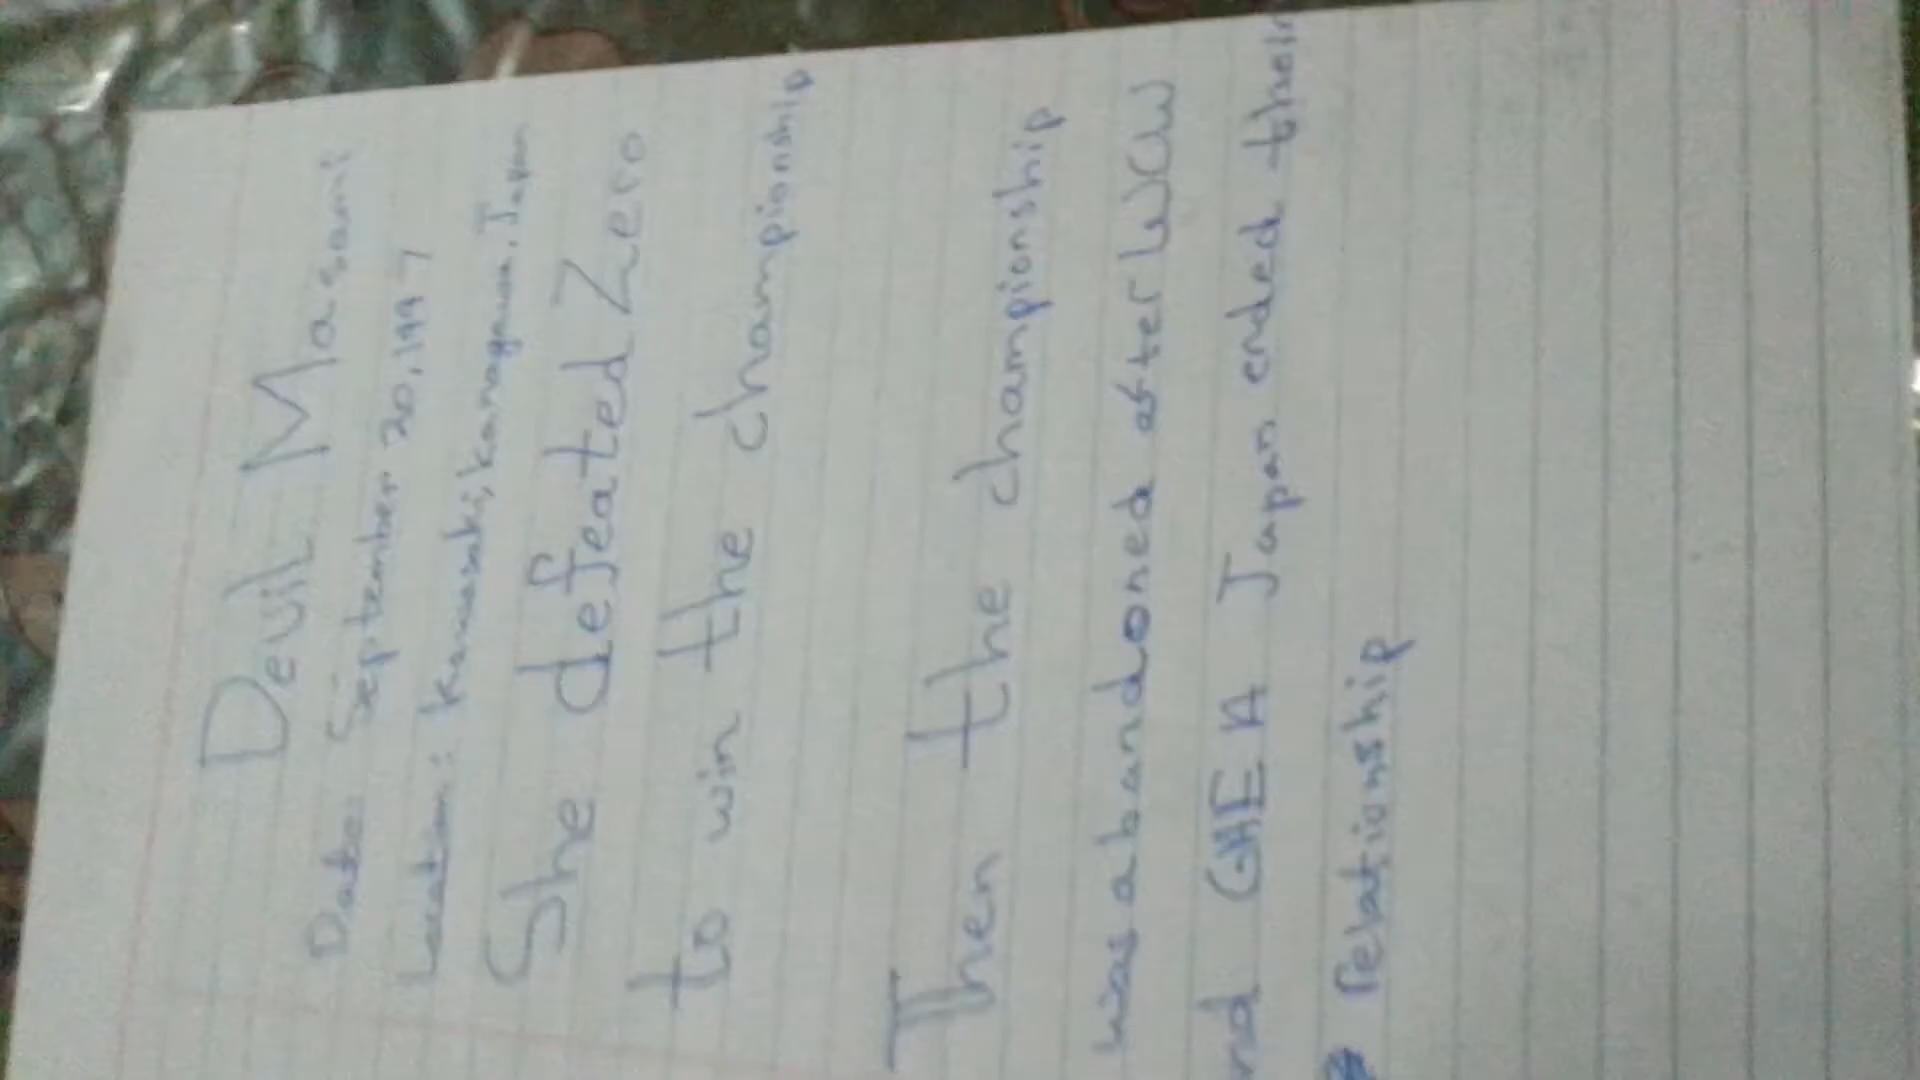 Devil Masami
Date: September 20, 1997
Location: Kawasaki, Kanagawa, Japan
She defeated Zero
to win the championship
Then the championship
was abandoned after WCW
nd GAEA Japan ended their
relationship